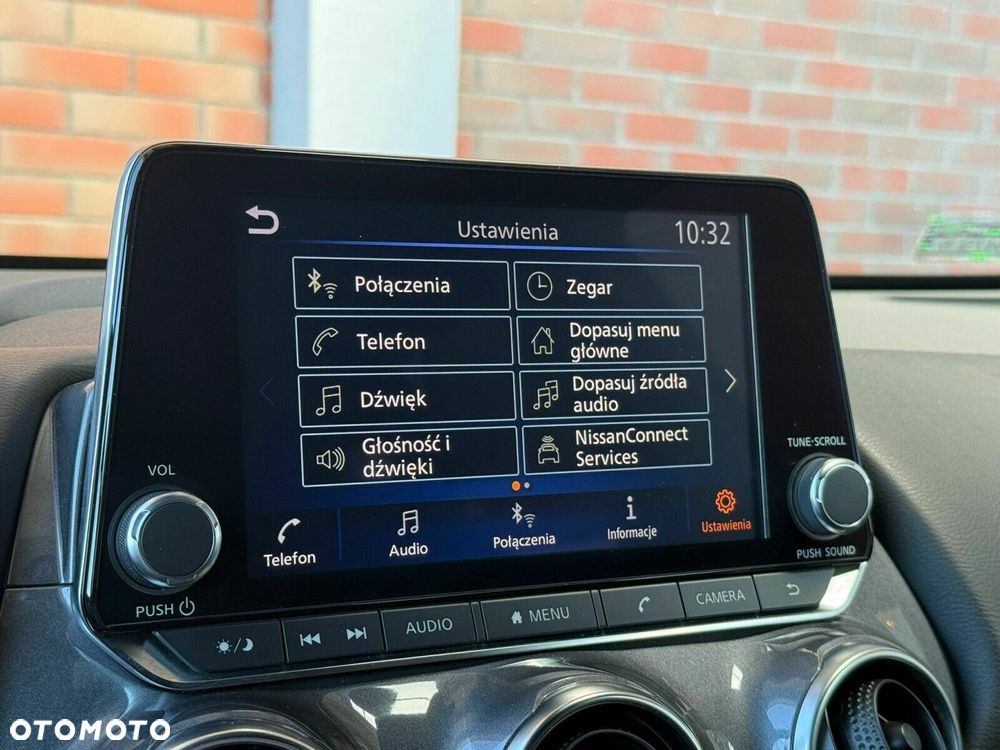 Ustawienia
10:32
Połączenia
Zegar
Telefon
Dopasuj menu
główne
Dźwięk
Dopasuj źródła
audio
Głośność i
dźwięki
NissanConnect
Services
Telefon
Audio
Połączenia
Informacje
Ustawienia
VOL
PUSH
TUNE·SCROLL
PUSH SOUND
AUDIO
MENU
CAMERA
OTOMOTO